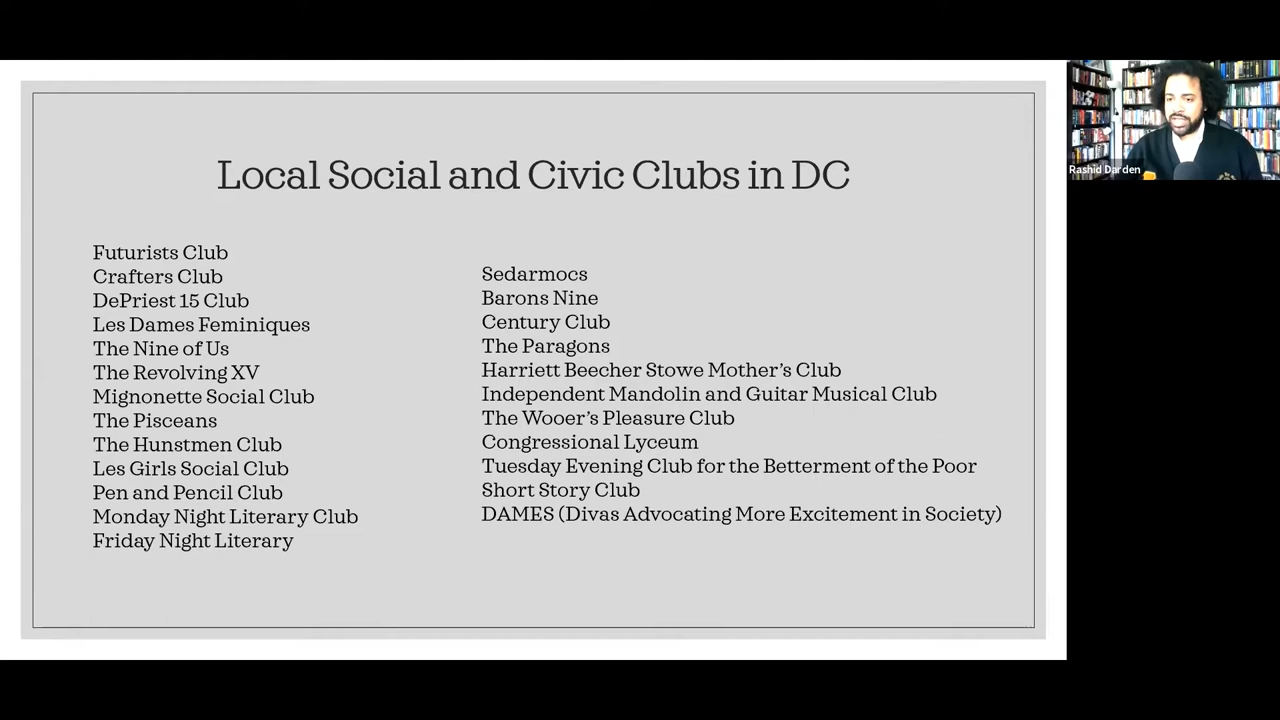 Local Social and Civic Clubs in DC
Futurists Club
Crafters Club
DePriest 15 Club
Les Dames Feminiques
The Nine of Us
The Revolving XV
Mignonette Social Club
The Pisceans
The Hunstmen Club
Les Girls Social Club
Pen and Pencil Club
Monday Night Literary Club
Friday Night Literary
Sedarmocs
Barons Nine
Century Club
The Paragons
Harriett Beecher Stowe Mother’s Club
Independent Mandolin and Guitar Musical Club
The Wooer’s Pleasure Club
Congressional Lyceum
Tuesday Evening Club for the Betterment of the Poor
Short Story Club
DAMES (Divas Advocating More Excitement in Society)
Rashid Darden